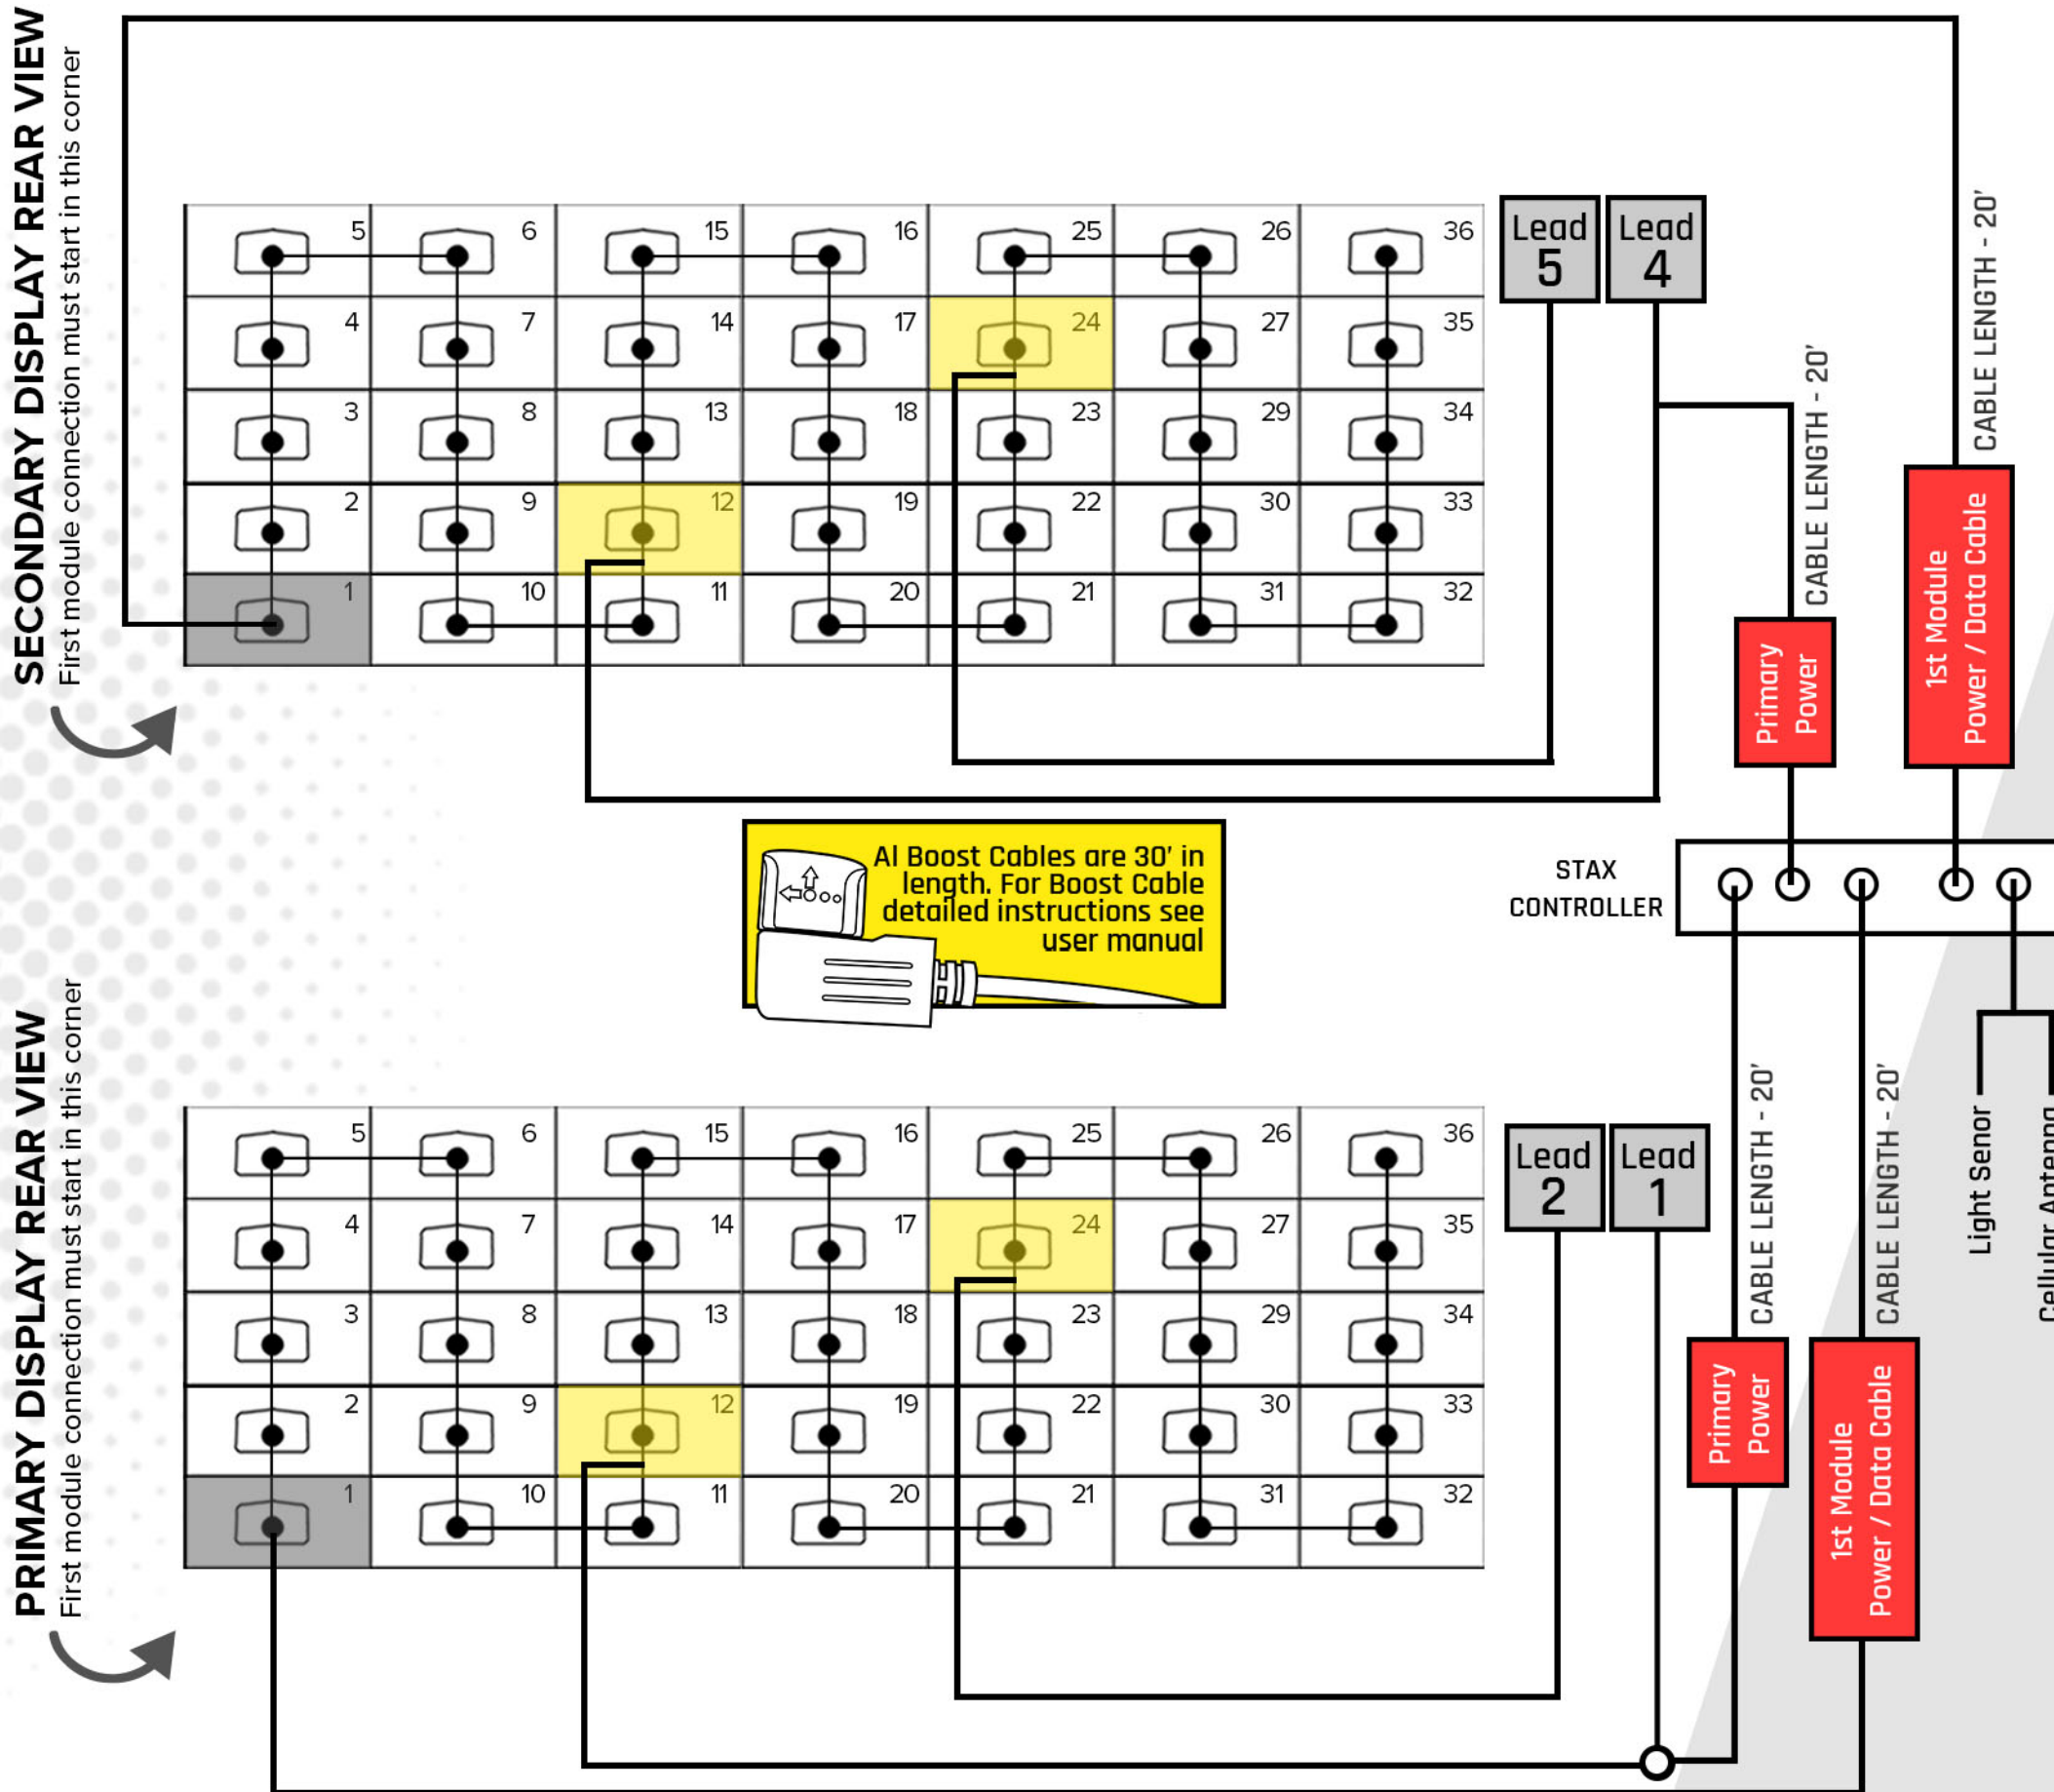 SECONDARY DISPLAY REAR VIEW
First module connection must start in this corner
5 6 15 16 25 26 36
4 7 14 17 24 27 35
3 8 13 18 23 29 34
2 9 12 19 22 30 33
1 10 11 20 21 31 32
Lead
5
Lead
4
CABLE LENGTH - 20'
Primary
Power
CABLE LENGTH - 20'
1st Module
Power / Data Cable
Al Boost Cables are 30' in
length. For Boost Cable
detailed instructions see
user manual
STAX
CONTROLLER
PRIMARY DISPLAY REAR VIEW
First module connection must start in this corner
5 6 15 16 25 26 36
4 7 14 17 24 27 35
3 8 13 18 23 29 34
2 9 12 19 22 30 33
1 10 11 20 21 31 32
Lead
2
Lead
1
CABLE LENGTH - 20'
Primary
Power
CABLE LENGTH - 20'
1st Module
Power / Data Cable
Light Senor
Cellular Antenna